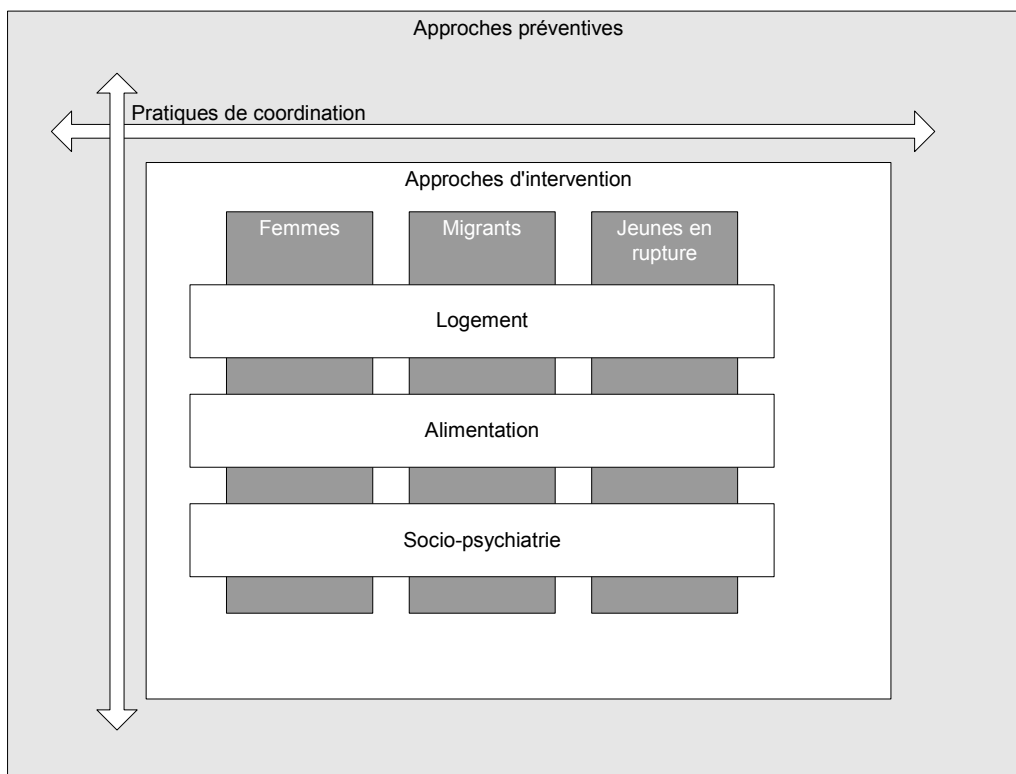 Approches préventives
Pratiques de coordination
Approches d'intervention
Femmes
Migrants
Jeunes en
rupture
Logement
Alimentation
Socio-psychiatrie